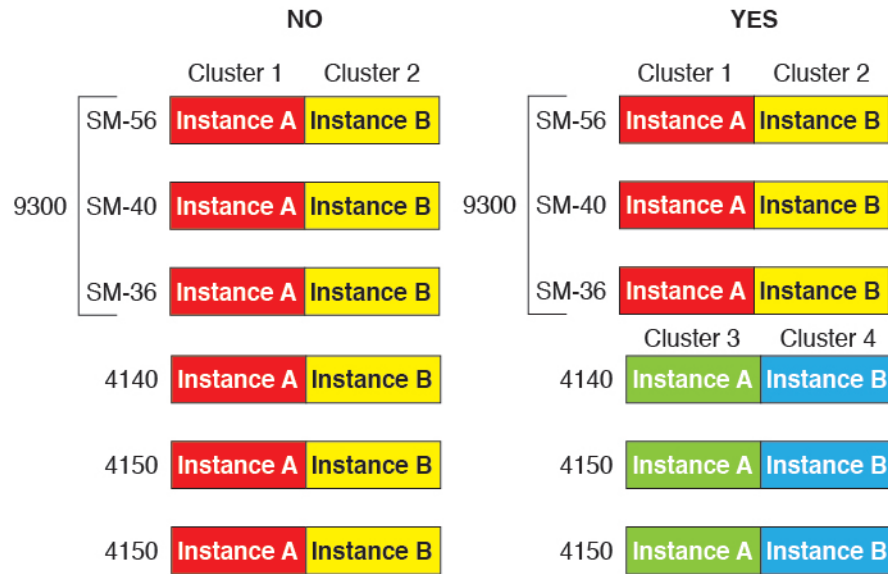 NO
Cluster 1 Cluster 2
SM-56 Instance A Instance B
9300 SM-40 Instance A Instance B
SM-36 Instance A Instance B
4140 Instance A Instance B
4150 Instance A Instance B
4150 Instance A Instance B
YES
Cluster 1 Cluster 2
SM-56 Instance A Instance B
9300 SM-40 Instance A Instance B
SM-36 Instance A Instance B
Cluster 3 Cluster 4
4140 Instance A Instance B
4150 Instance A Instance B
4150 Instance A Instance B